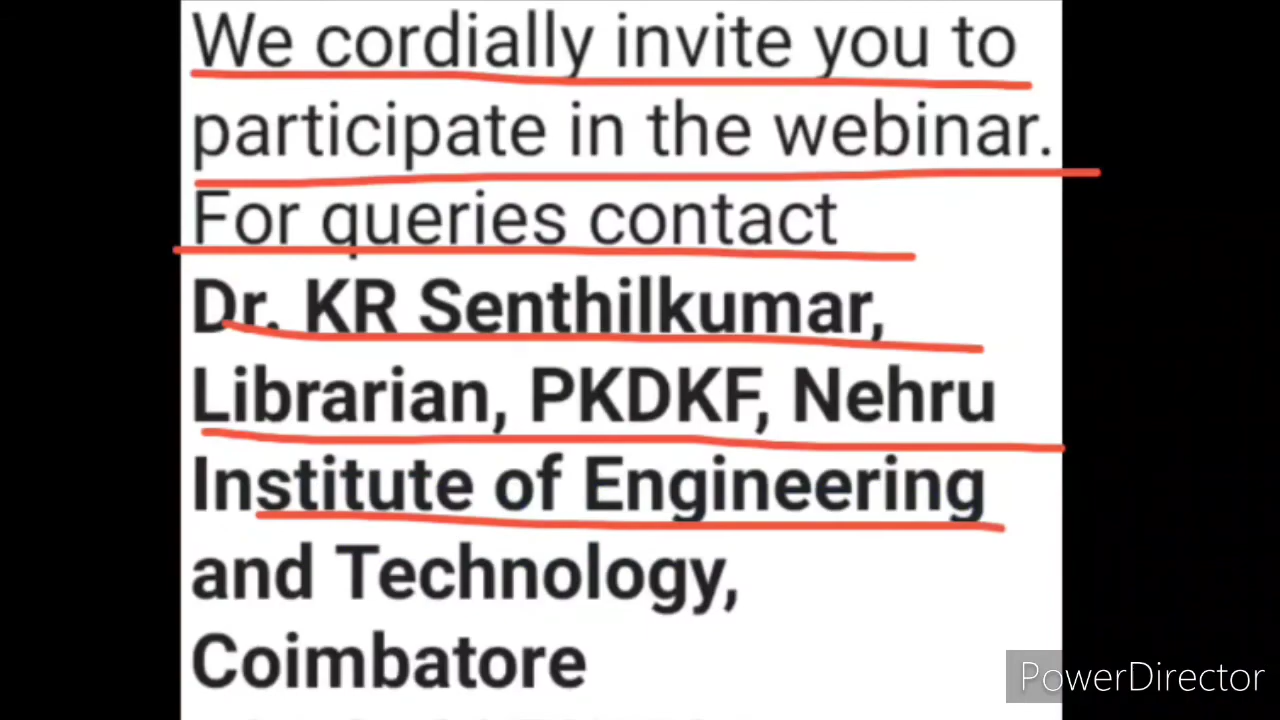 We cordially invite you to
participate in the webinar.
For queries contact
Dr. KR Senthilkumar,
Librarian, PKDKF, Nehru
Institute of Engineering
and Technology,
Coimbatore
PowerDirector